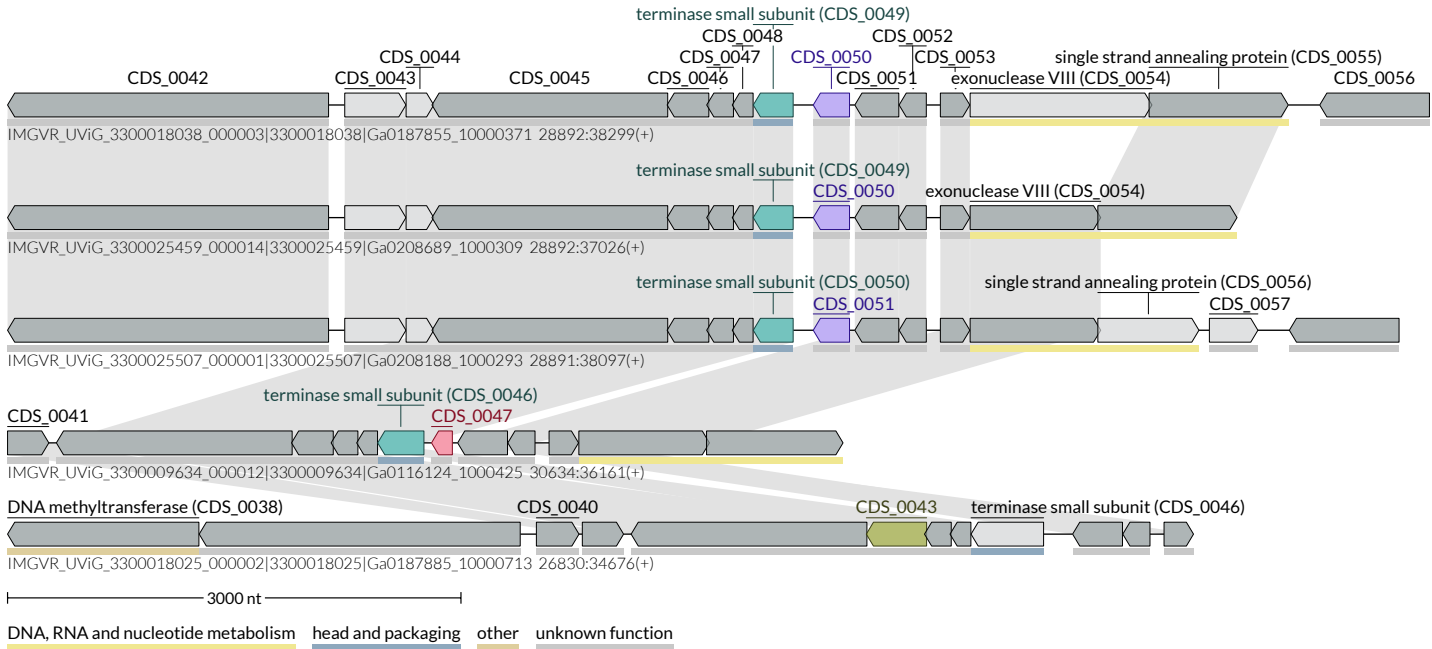 terminase small subunit (CDS_0049)
CDS_0048 CDS_0052
CDS_0044 CDS_0047 CDS_0050 CDS_0053 single strand annealing protein (CDS_0055)
CDS_0042 CDS_0043 CDS_0045 CDS_0046 CDS_0051 exonuclease VIII (CDS_0054) CDS_0056
IMGVR_UViG_3300018038_000003|3300018038|Ga0187855_10000371 28892:38299(+)
terminase small subunit (CDS_0049)
CDS_0050 exonuclease VIII (CDS_0054)
IMGVR_UViG_3300025459_000014|3300025459|Ga0208689_1000309 28892:37026(+)
terminase small subunit (CDS_0050) single strand annealing protein (CDS_0056)
CDS_0051 CDS_0057
IMGVR_UViG_3300025507_000001|3300025507|Ga0208188_1000293 28891:38097(+)
terminase small subunit (CDS_0046)
CDS_0041 CDS_0047
IMGVR_UViG_3300009634_000012|3300009634|Ga0116124_1000425 30634:36161(+)
DNA methyltransferase (CDS_0038) CDS_0040 CDS_0043 terminase small subunit (CDS_0046)
IMGVR_UViG_3300018025_000002|3300018025|Ga0187885_10000713 26830:34676(+)
3000 nt
DNA, RNA and nucleotide metabolism head and packaging other unknown function